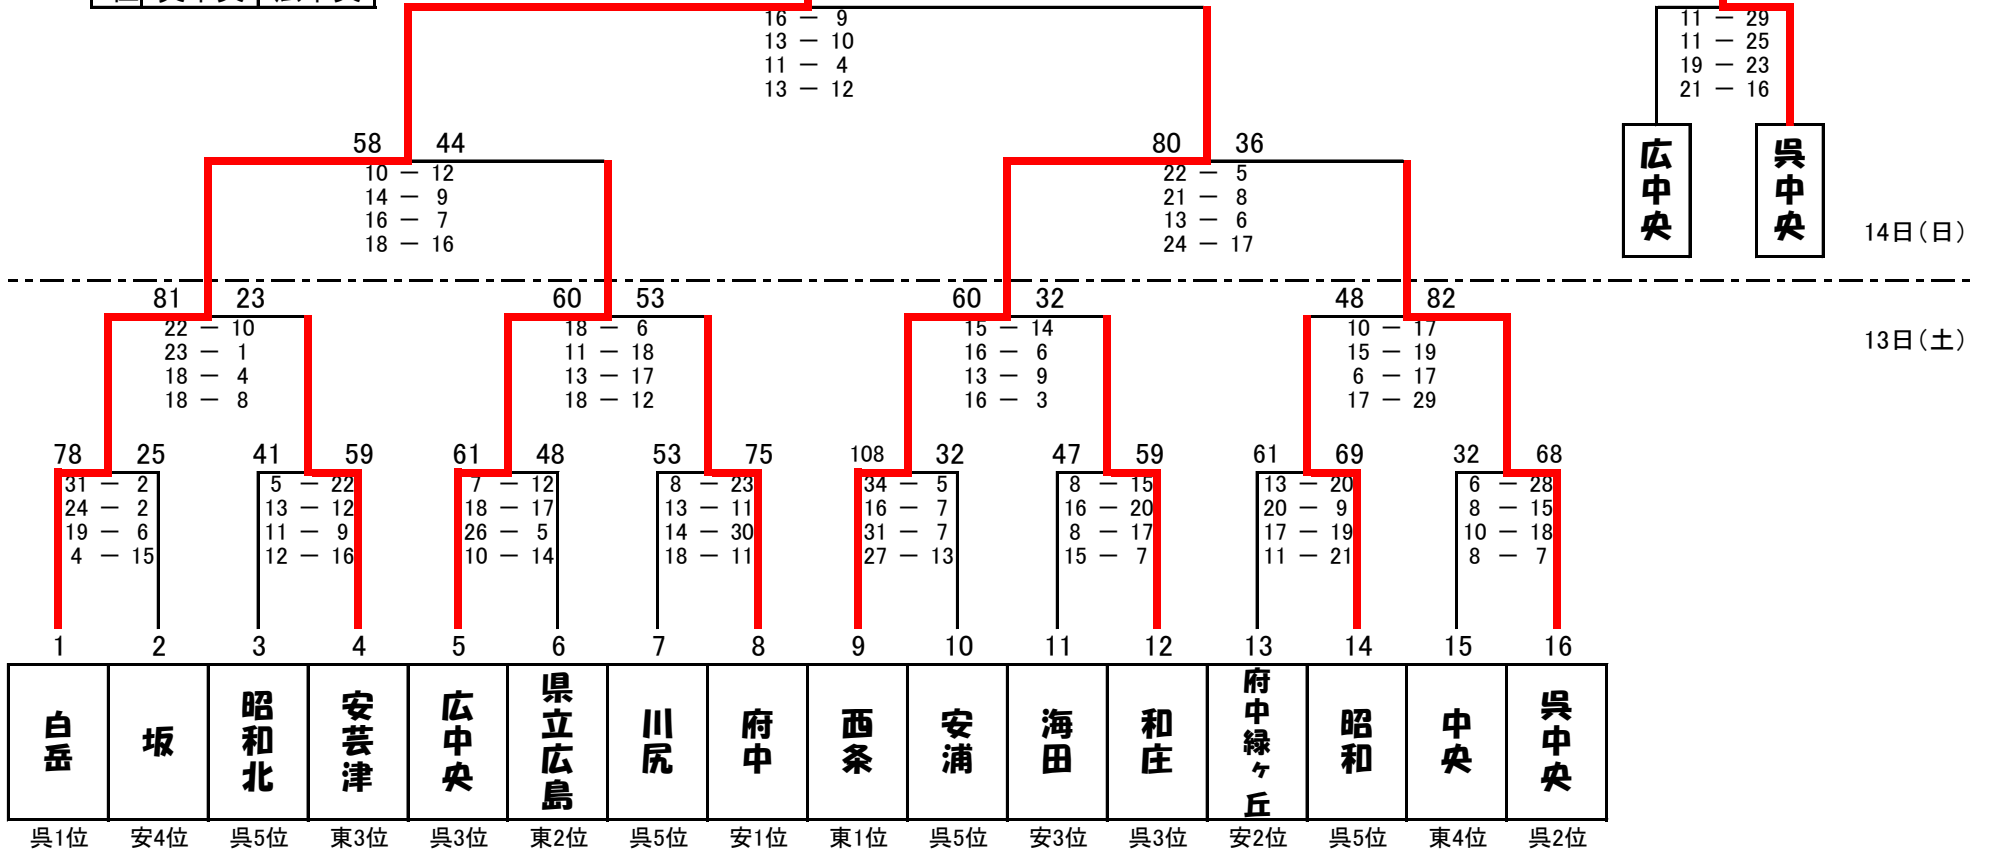 16 － 9
13 － 10
11 － 4
13 － 12
11 － 29
11 － 25
19 － 23
21 － 16
広中央
呉中央
14日(日)
58 44
10 － 12
14 － 9
16 － 7
18 － 16
80 36
22 － 5
21 － 8
13 － 6
24 － 17
13日(土)
81 23
22 － 10
23 － 1
18 － 4
18 － 8
60 53
18 － 6
11 － 18
13 － 17
18 － 12
60 32
15 － 14
16 － 6
13 － 9
16 － 3
48 82
10 － 17
15 － 19
6 － 17
17 － 29
78 25
31 － 2
24 － 2
19 － 6
4 － 15
41 59
5 － 22
13 － 12
11 － 9
12 － 16
61 48
7 － 12
18 － 17
26 － 5
10 － 14
53 75
8 － 23
13 － 11
14 － 30
18 － 11
108 32
34 － 5
16 － 7
31 － 7
27 － 13
47 59
8 － 15
16 － 20
8 － 17
15 － 7
61 69
13 － 20
20 － 9
17 － 19
11 － 21
32 68
6 － 28
8 － 15
10 － 18
8 － 7
1 2 3 4 5 6 7 8 9 10 11 12 13 14 15 16
白岳
坂
昭和北
安芸津
広中央
県立広島
川尻
府中
西条
安浦
海田
和庄
府中緑ヶ丘
昭和
中央
呉中央
呉1位 安4位 呉5位 東3位 呉3位 東2位 呉5位 安1位 東1位 呉5位 安3位 呉3位 安2位 呉5位 東4位 呉2位